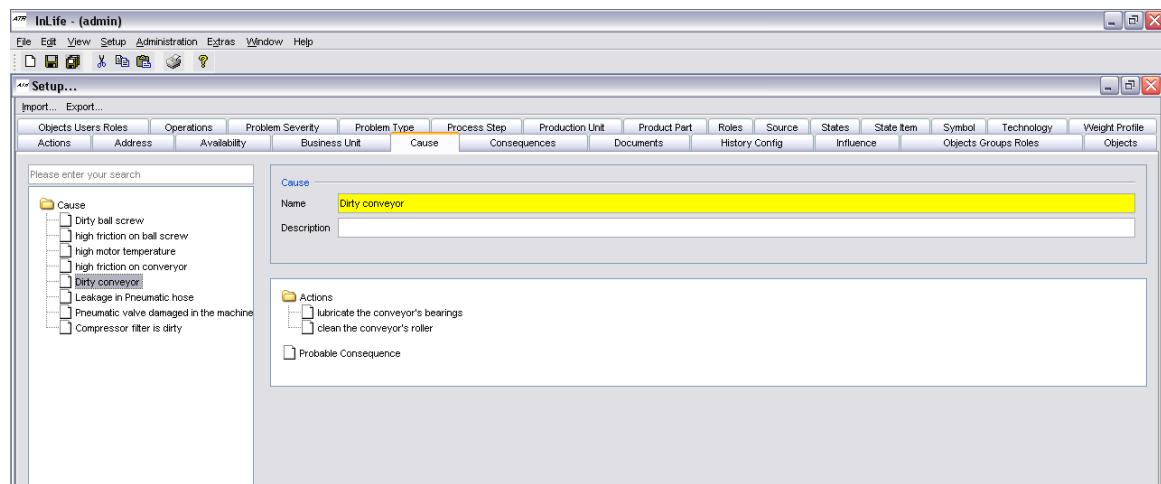 ATB InLife - (admin)
File Edit View Setup Administration Extras Window Help
ATB Setup...
Import... Export...
Objects Users Roles Operations Problem Severity Problem Type Process Step Production Unit Product Part Roles Source States State Item Symbol Technology Weight Profile
Actions Address Availability Business Unit Cause Consequences Documents History Config Influence Objects Groups Roles Objects
Please enter your search
Cause
Dirty ball screw
high friction on ball screw
high motor temperature
high friction on converyor
Dirty conveyor
Leakage in Pneumatic hose
Pneumatic valve damaged in the machine
Compressor filter is dirty
Cause
Name Dirty conveyor
Description
Actions
lubricate the conveyor's bearings
clean the conveyor's roller
Probable Consequence